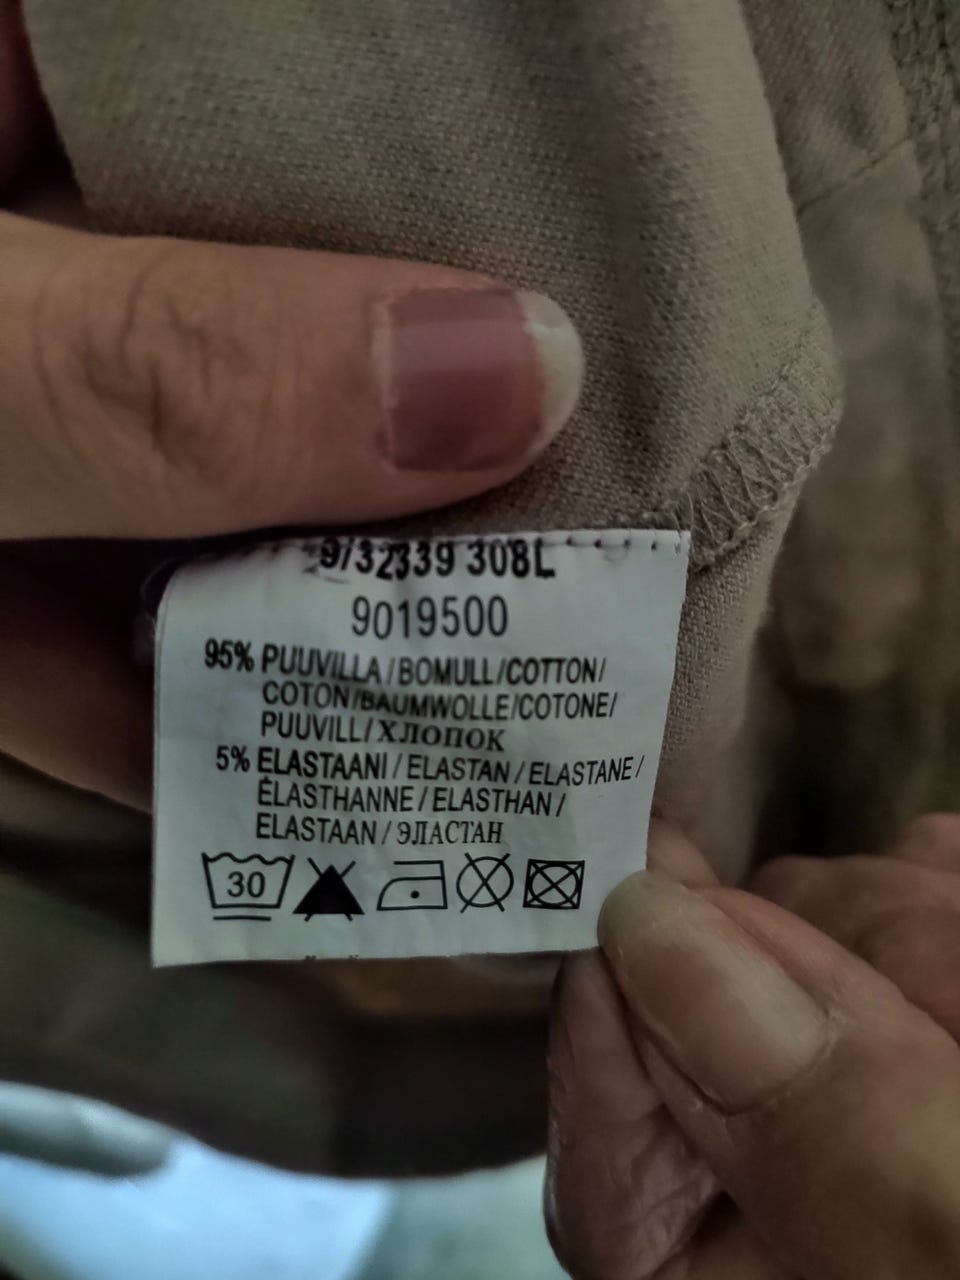 9/32339 308L
9019500
95% PUUVILLA/BOMULL/COTTON/
COTON/BAUMWOLLE/COTONE/
PUUVILL/ХЛОПОК
5% ELASTAANI/ELASTAN/ELASTANE/
ÉLASTHANNE/ELASTHAN/
ELASTAAN/ЭЛАСТАН
30